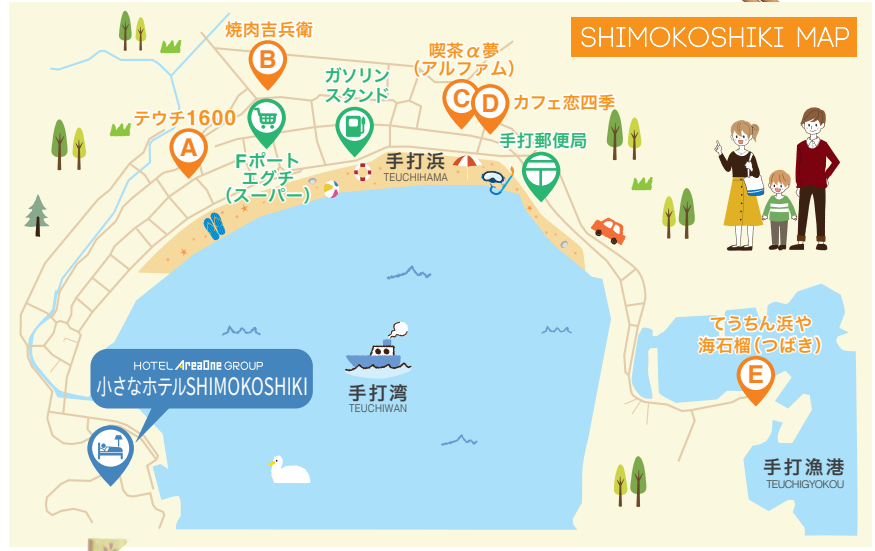 SHIMOKOSHIKI MAP
焼肉吉兵衛
B
喫茶α夢
(アルファム)
C
D
カフェ恋四季
ガソリン
スタンド
テウチ1600
A
Fポート
エグチ
(スーパー)
手打浜
TEUCHIHAMA
手打郵便局
てうちん浜や
海石榴(つばき)
E
HOTEL AreaOne GROUP
小さなホテルSHIMOKOSHIKI
手打湾
TEUCHIWAN
手打漁港
TEUCHIGYOKOU